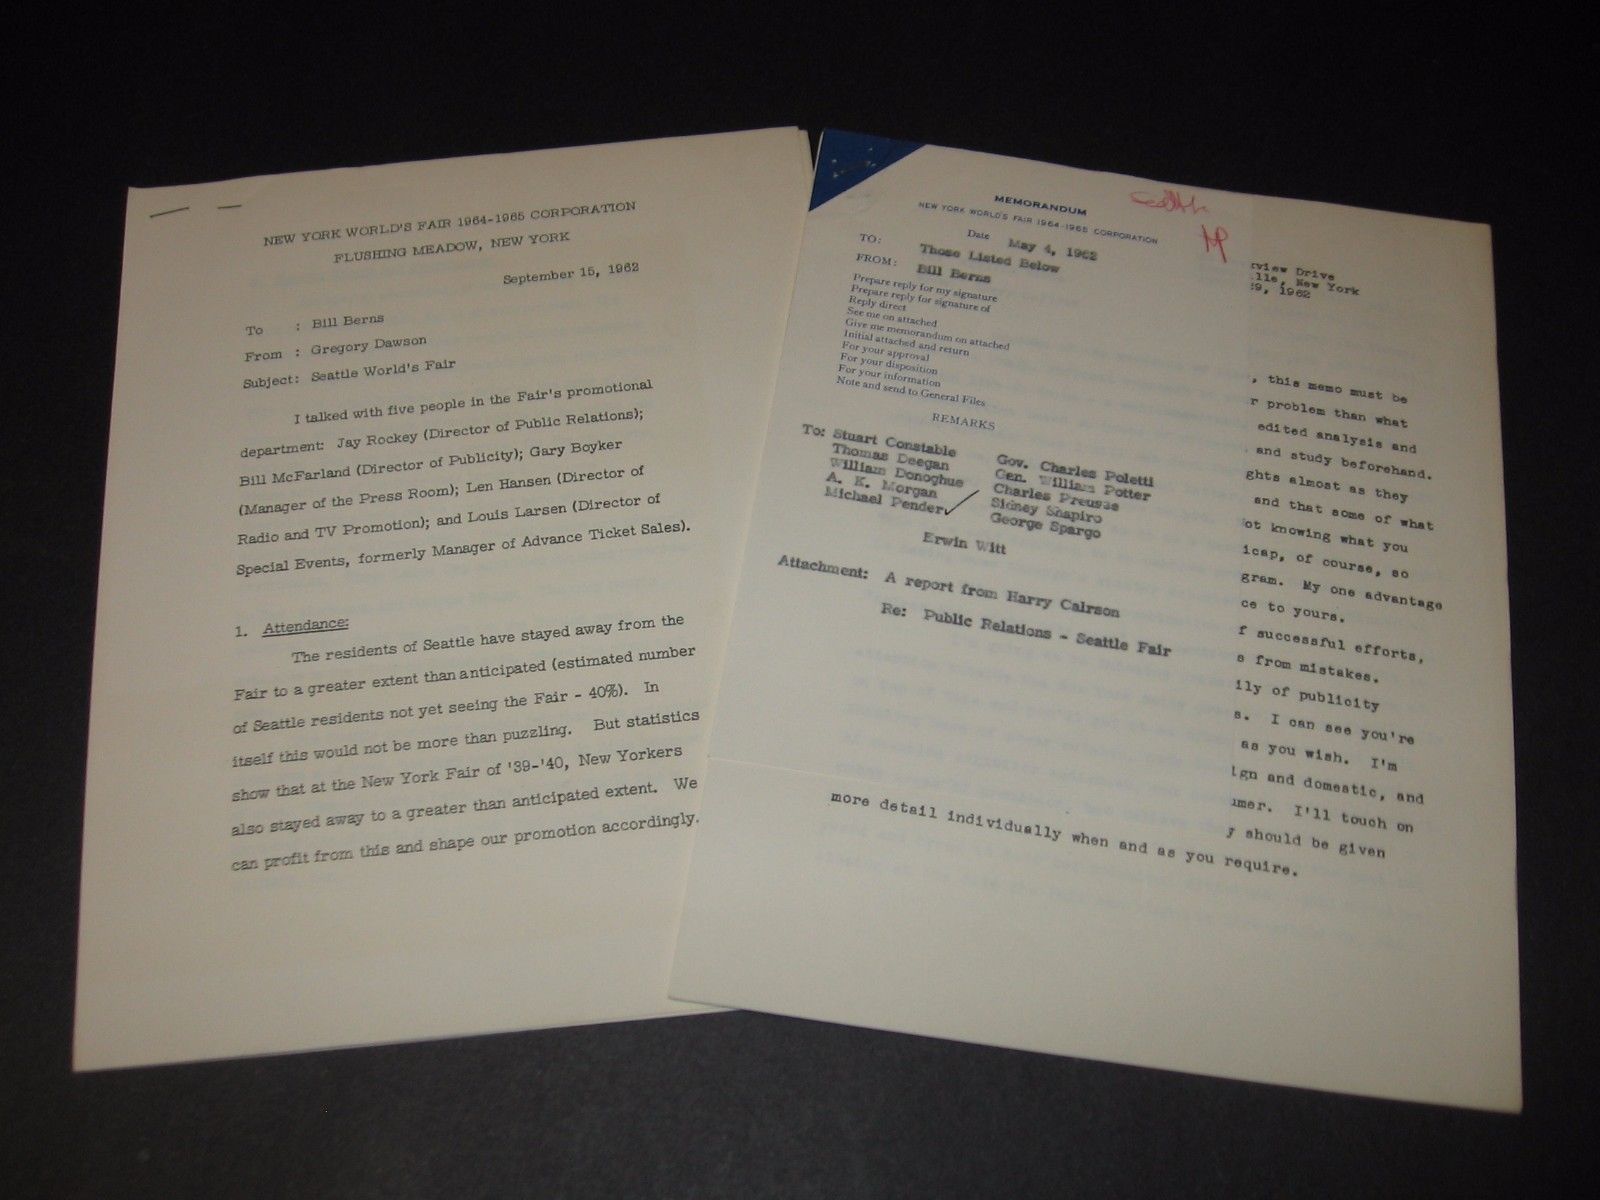 NEW YORK WORLD'S FAIR 1964-1965 CORPORATION
FLUSHING MEADOW, NEW YORK
September 15, 1962
To : Bill Berns
From : Gregory Dawson
Subject: Seattle World's Fair
I talked with five people in the Fair's promotional
department: Jay Rockey (Director of Public Relations);
Bill McFarland (Director of Publicity); Gary Boyker
(Manager of the Press Room); Len Hansen (Director of
Radio and TV Promotion); and Louis Larsen (Director of
Special Events, formerly Manager of Advance Ticket Sales).
1. Attendance:
The residents of Seattle have stayed away from the
Fair to a greater extent than anticipated (estimated number
of Seattle residents not yet seeing the Fair - 40%). In
itself this would not be more than puzzling. But statistics
show that at the New York Fair of '39-'40, New Yorkers
also stayed away to a greater than anticipated extent. We
can profit from this and shape our promotion accordingly.
MEMORANDUM
NEW YORK WORLD'S FAIR 1964-1965 CORPORATION
Seattle
MP
Date May 4, 1962
TO: Those Listed Below
FROM: Bill Berns
Prepare reply for my signature
Prepare reply for signature of
Reply direct
See me on attached
Give me memorandum on attached
Initial attached and return
For your approval
For your disposition
For your information
Note and send to General Files
REMARKS
To: Stuart Constable
Thomas Deegan
William Donoghue
A. K. Morgan
Michael Pender
Gov. Charles Poletti
Gen. William Potter
Charles Preusse
Sidney Shapiro
George Spargo
Erwin Witt
Attachment: A report from Harry Cairson
Re: Public Relations - Seattle Fair
rview Drive
lle, New York
9, 1962
, this memo must be
r problem than what
edited analysis and
and study beforehand.
ghts almost as they
and that some of what
ot knowing what you
icap, of course, so
gram. My one advantage
ce to yours.
f successful efforts,
s from mistakes.
ily of publicity
s. I can see you're
as you wish. I'm
ign and domestic, and
mer. I'll touch on
y should be given
more detail individually when and as you require.